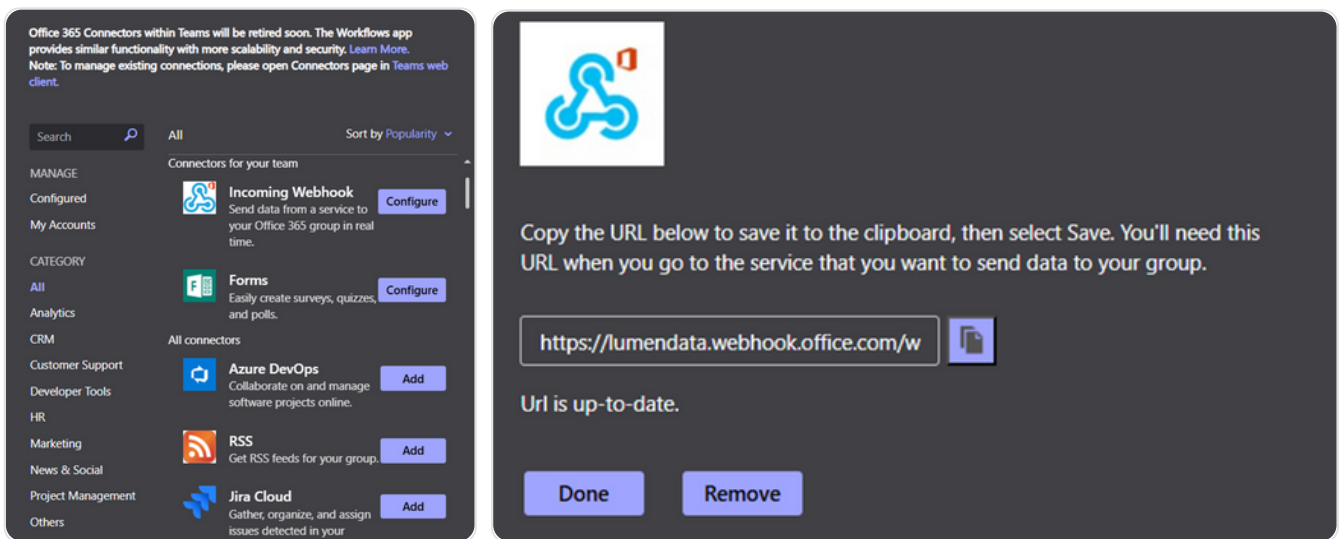 Office 365 Connectors within Teams will be retired soon. The Workflows app
provides similar functionality with more scalability and security. Learn More.
Note: To manage existing connections, please open Connectors page in Teams web
client.
Search
All
Sort by Popularity
MANAGE
Configured
My Accounts
CATEGORY
All
Analytics
CRM
Customer Support
Developer Tools
HR
Marketing
News & Social
Project Management
Others
Connectors for your team
Incoming Webhook
Send data from a service to
your Office 365 group in real
time.
Configure
Forms
Easily create surveys, quizzes,
and polls.
Configure
All connectors
Azure DevOps
Collaborate on and manage
software projects online.
Add
RSS
Get RSS feeds for your group.
Add
Jira Cloud
Gather, organize, and assign
issues detected in your
Add
Copy the URL below to save it to the clipboard, then select Save. You'll need this
URL when you go to the service that you want to send data to your group.
https://lumendata.webhook.office.com/w
Url is up-to-date.
Done
Remove